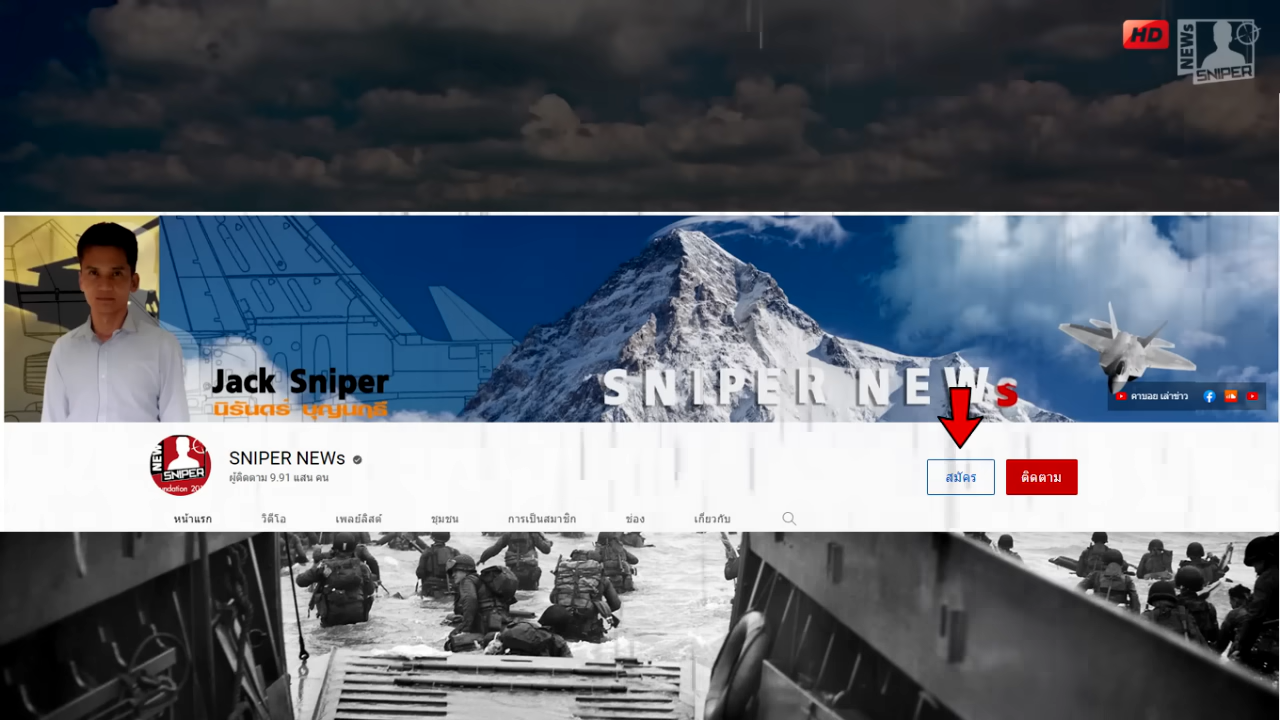 HD
NEWs
SNIPER
Jack Sniper
นิรันดร์ บุญนฤธิ์
SNIPER NEWs
คาบอย เล่าข่าว
NEW
SNIPER
SNIPER NEWs
ผู้ติดตาม 9.91 แสน คน
สมัคร
ติดตาม
หน้าแรก
วิดีโอ
เพลย์ลิสต์
ชุมชน
การเป็นสมาชิก
ช่อง
เกี่ยวกับ